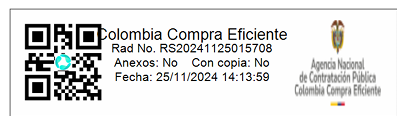 Colombia Compra Eficiente
Rad No. RS20241125015708
Anexos: No Con copia: No
Fecha: 25/11/2024 14:13:59
Agencia Nacional
de Contratación Pública
Colombia Compra Eficiente